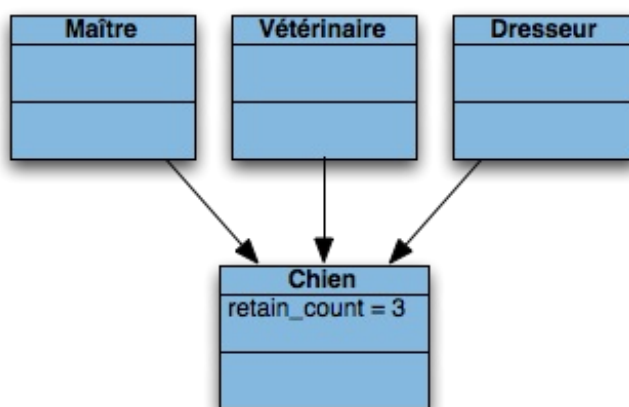 Maître
Vétérinaire
Dresseur
Chien
retain_count = 3